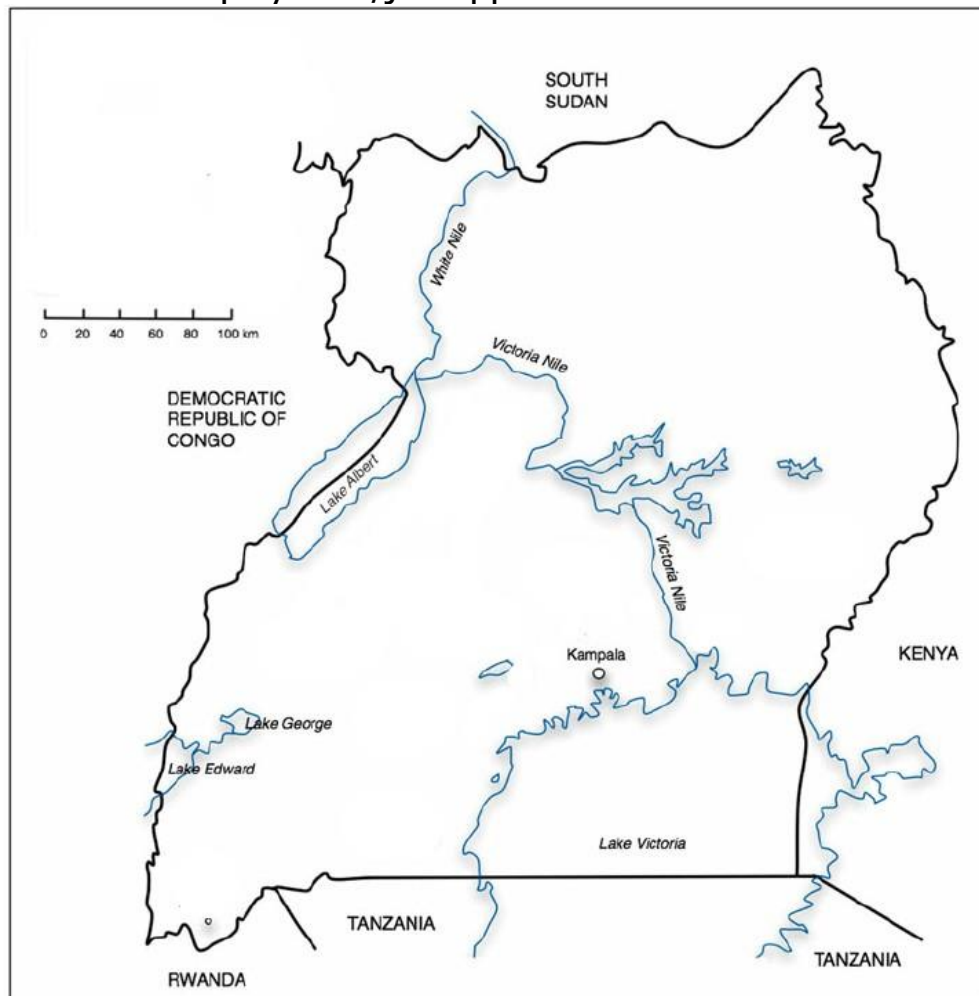 SOUTH
SUDAN
White Nile
0 20 40 60 80 100 km
Victoria Nile
DEMOCRATIC
REPUBLIC OF
CONGO
Lake Albert
Victoria Nile
Kampala
KENYA
Lake George
Lake Edward
Lake Victoria
TANZANIA
TANZANIA
RWANDA